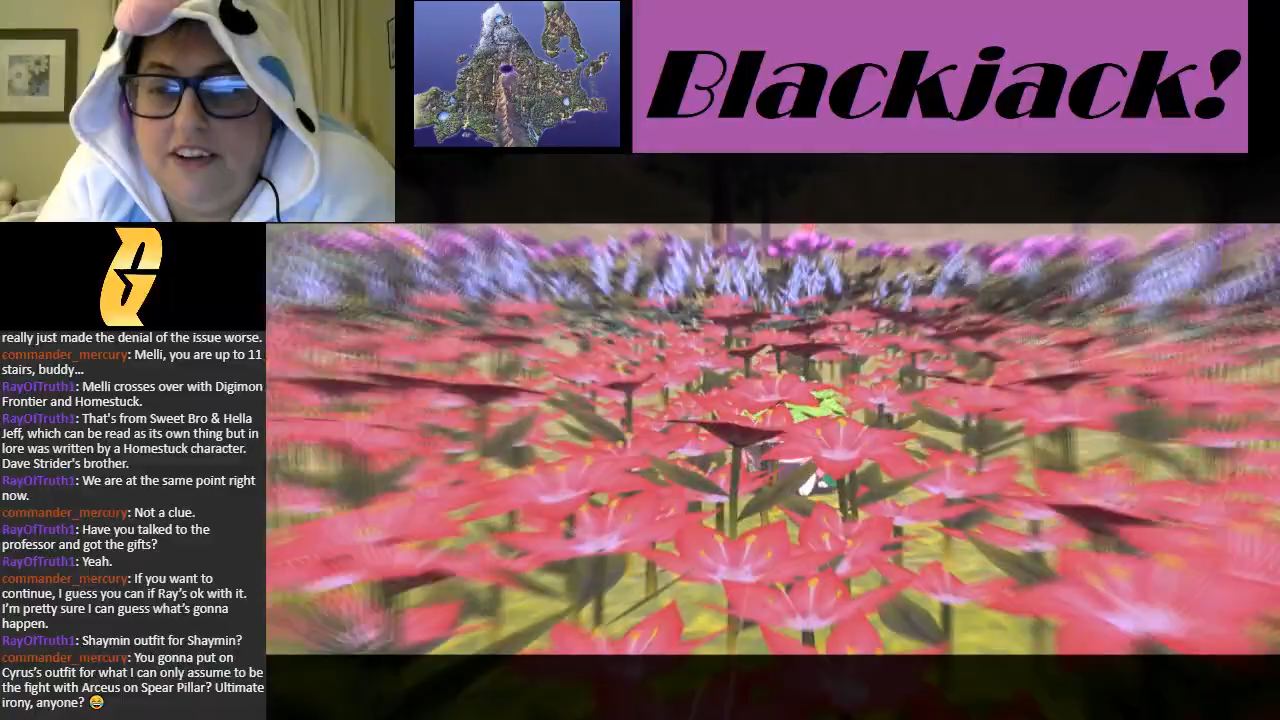 Blackjack!
really just made the denial of the issue worse.
commander_mercury: Melli, you are up to 11
stairs, buddy...
RayOfTruth1: Melli crosses over with Digimon
Frontier and Homestuck.
RayOfTruth1: That's from Sweet Bro & Hella
Jeff, which can be read as its own thing but in
lore was written by a Homestuck character.
Dave Strider's brother.
RayOfTruth1: We are at the same point right
now.
commander_mercury: Not a clue.
RayOfTruth1: Have you talked to the
professor and got the gifts?
RayOfTruth1: Yeah.
commander_mercury: If you want to
continue, I guess you can if Ray's ok with it.
I'm pretty sure I can guess what's gonna
happen.
RayOfTruth1: Shaymin outfit for Shaymin?
commander_mercury: You gonna put on
Cyrus's outfit for what I can only assume to be
the fight with Arceus on Spear Pillar? Ultimate
irony, anyone? 😂